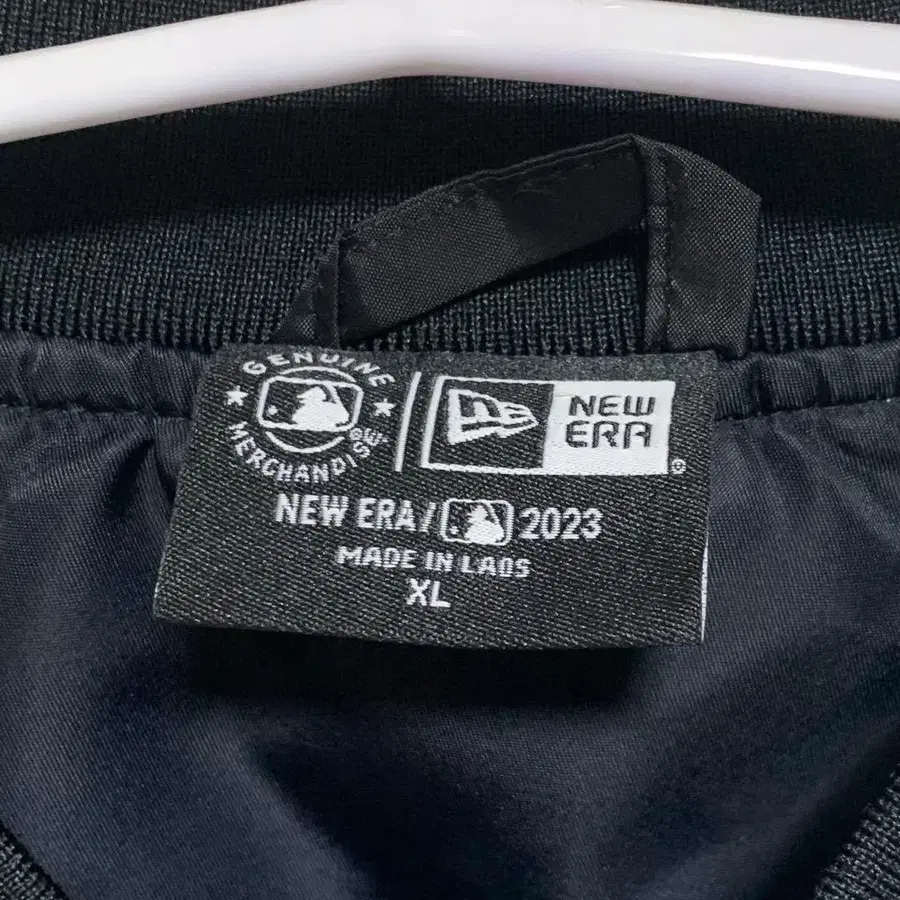 GENUINE
MERCHANDISE
NEW
ERA
NEW ERA/ 2023
MADE IN LAOS
XL